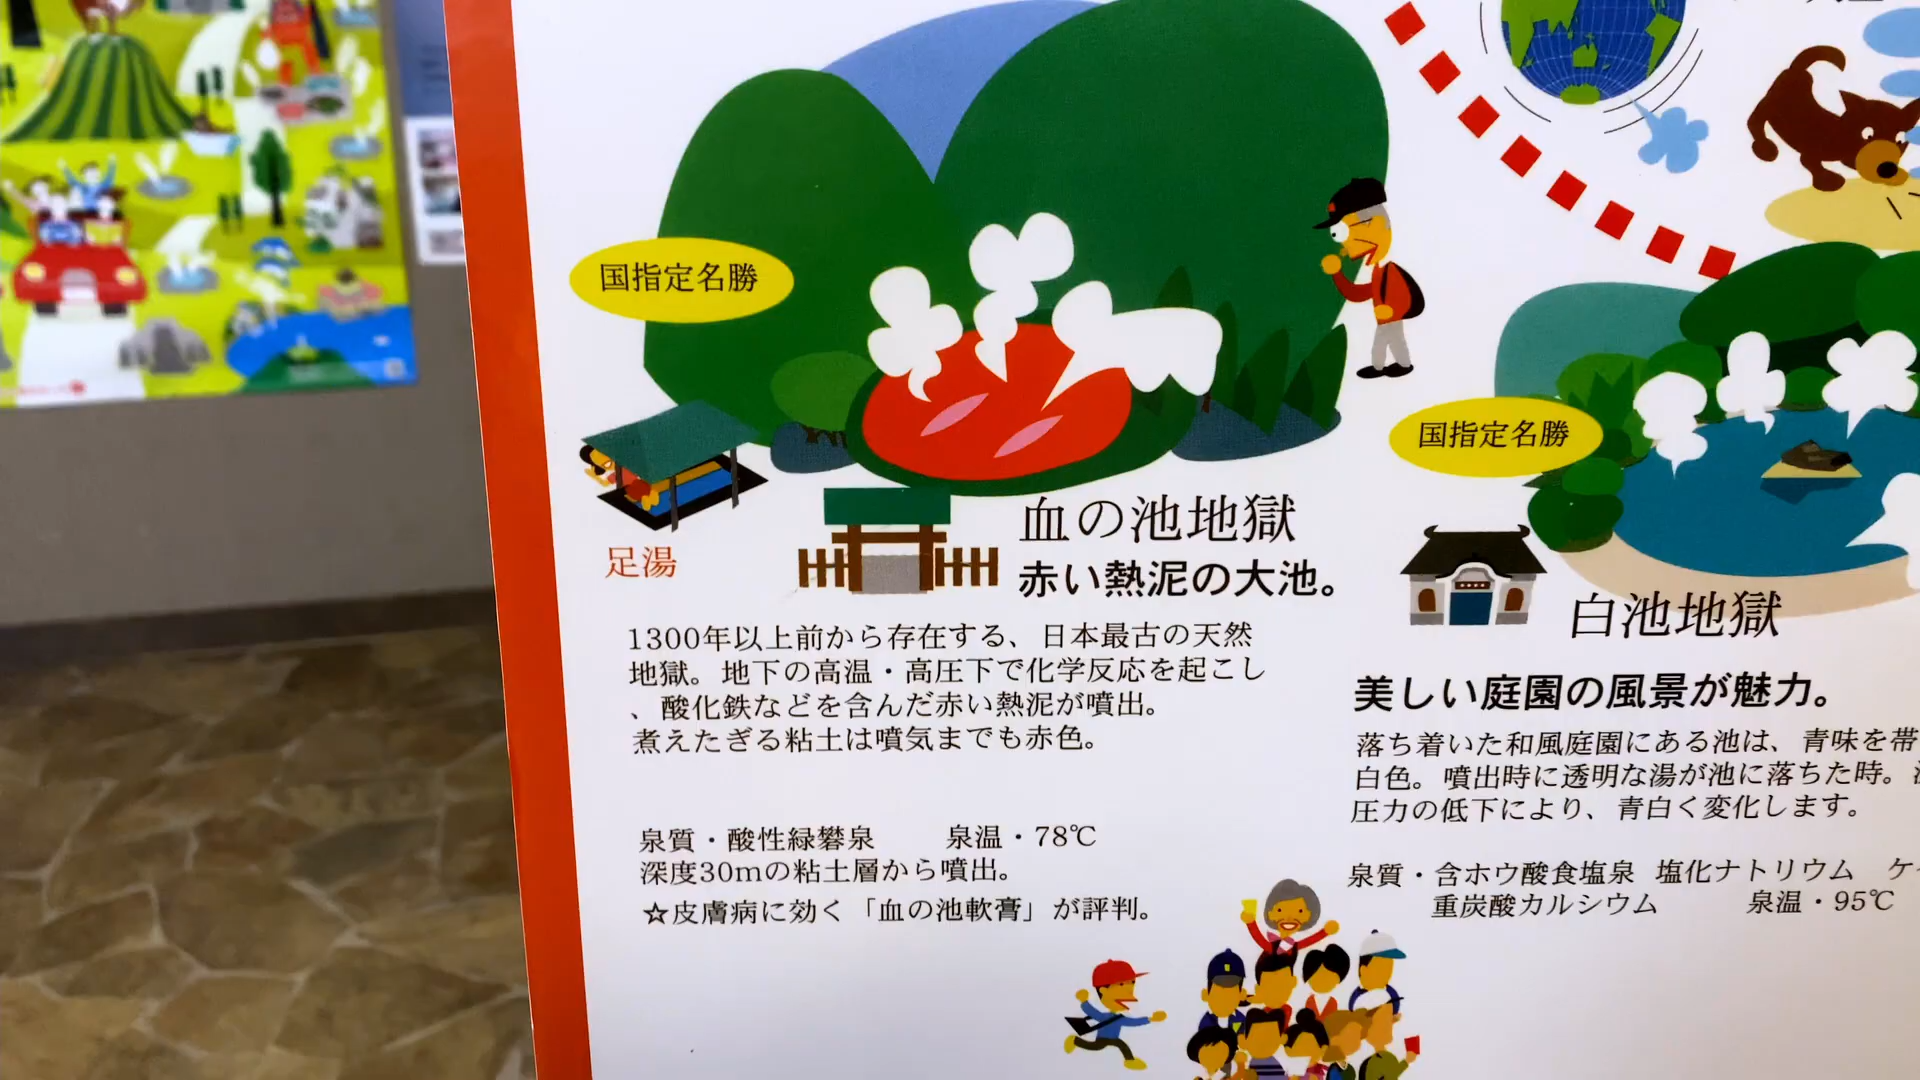 国指定名勝
足湯
血の池地獄
赤い熱泥の大池。
1300年以上前から存在する、日本最古の天然
地獄。地下の高温・高圧下で化学反応を起こし
、酸化鉄などを含んだ赤い熱泥が噴出。
煮えたぎる粘土は噴気までも赤色。
泉質・酸性緑礬泉 泉温・78℃
深度30mの粘土層から噴出。
☆皮膚病に効く「血の池軟膏」が評判。
国指定名勝
白池地獄
美しい庭園の風景が魅力。
落ち着いた和風庭園にある池は、青味を帯
白色。噴出時に透明な湯が池に落ちた時。
圧力の低下により、青白く変化します。
泉質・含ホウ酸食塩泉 塩化ナトリウム ケ
重炭酸カルシウム 泉温・95℃